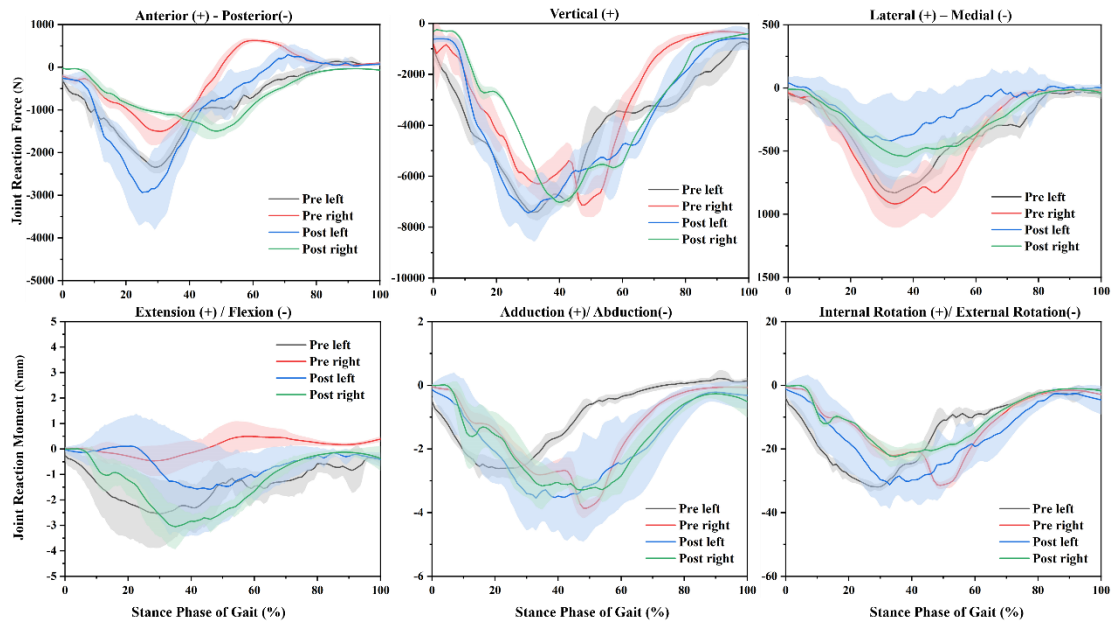 Anterior (+) - Posterior(-)
Vertical (+)
Lateral (+) – Medial (-)
Joint Reaction Force (N)
1000
0
-1000
-2000
-3000
-4000
-5000
0 20 40 60 80 100
Pre left
Pre right
Post left
Post right
0
-2000
-4000
-6000
-8000
-10000
0 20 40 60 80 100
Pre left
Pre right
Post left
Post right
500
0
-500
1000
1500
0 20 40 60 80 100
Pre left
Pre right
Post left
Post right
Extension (+) / Flexion (-)
Adduction (+)/ Abduction(-)
Internal Rotation (+)/ External Rotation(-)
Joint Reaction Moment (Nmm)
5
4
3
2
1
0
-1
-2
-3
-4
-5
0 20 40 60 80 100
Pre left
Pre right
Post left
Post right
Stance Phase of Gait (%)
2
0
-2
-4
-6
0 20 40 60 80 100
Pre left
Pre right
Post left
Post right
Stance Phase of Gait (%)
20
0
-20
-40
-60
0 20 40 60 80 100
Pre left
Pre right
Post left
Post right
Stance Phase of Gait (%)